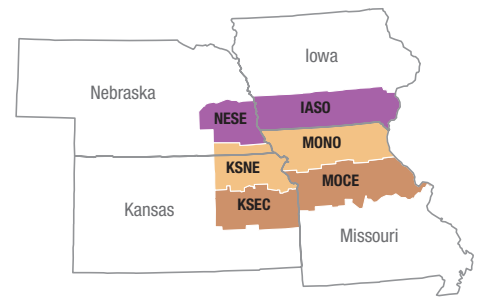 Iowa
Nebraska
NESE
IASO
MONO
KSNE
MOCE
KSEC
Kansas
Missouri